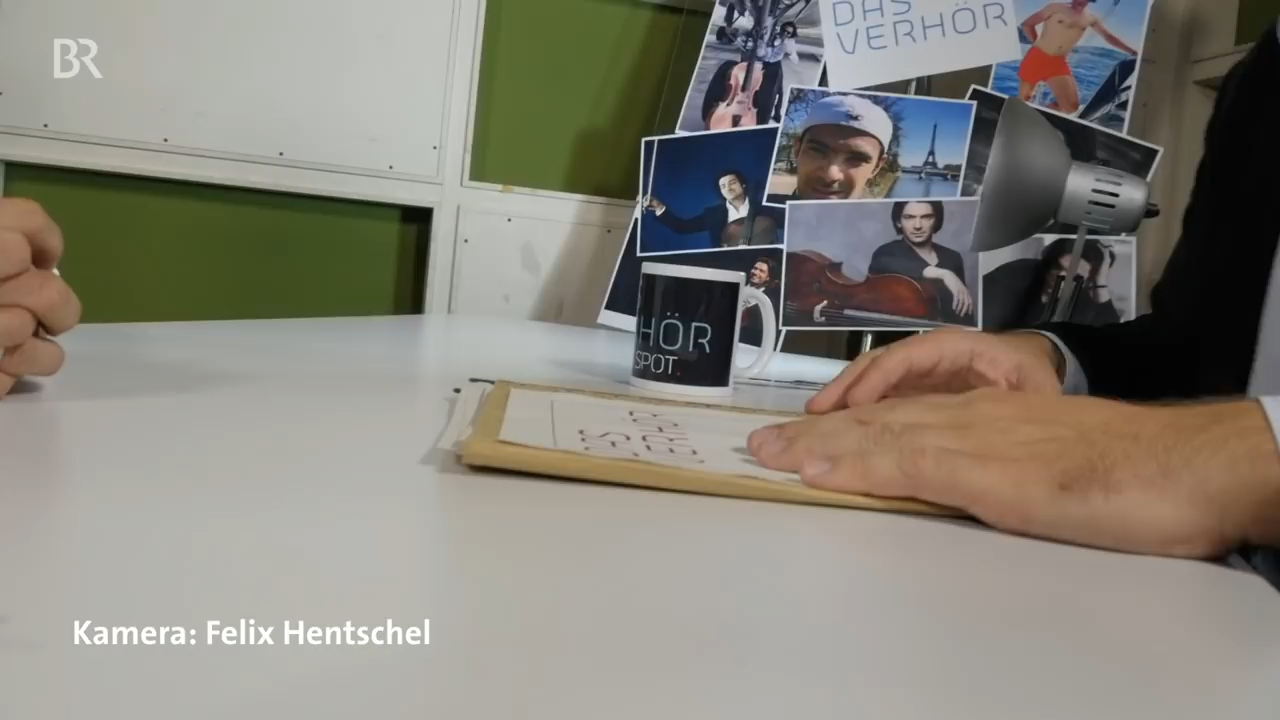 BR
DAS
VERHÖR
HÖR
SPOT.
DAS
VERHÖR
Kamera: Felix Hentschel